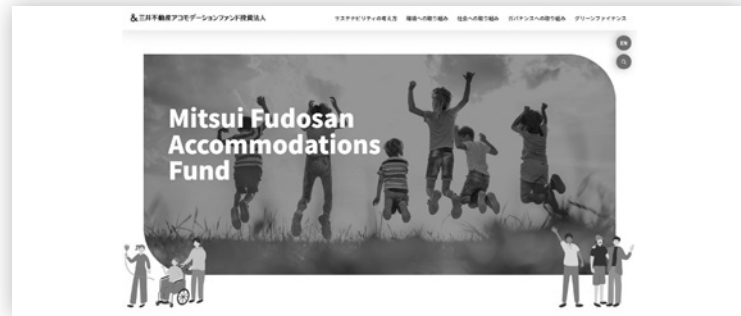 &三井不動産アコモデーションファンド投資法人
サステナビリティの考え方 環境への取り組み 社会への取り組み ガバナンスへの取り組み グリーンファイナンス
EN
Mitsui Fudosan
Accommodations
Fund